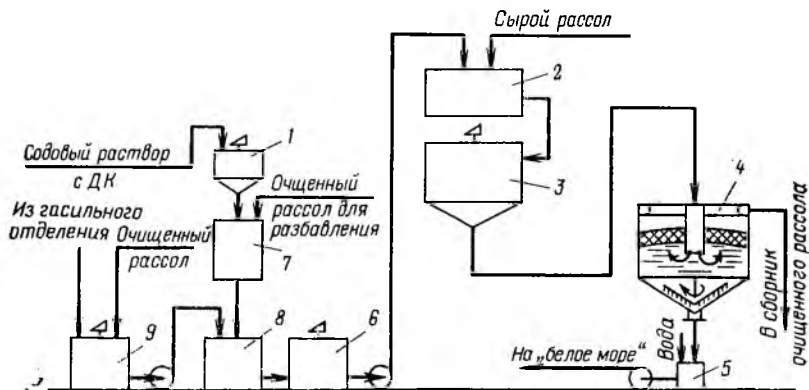 Сырой рассол
2
1
Содовый раствор
с ДК
3
4
Очищенный
рассол для
разбавления
Из гасильного
отделения
Очищенный
рассол
7
В сборник
очищенного рассола
9
8
6
На „белое море“
Вода
5